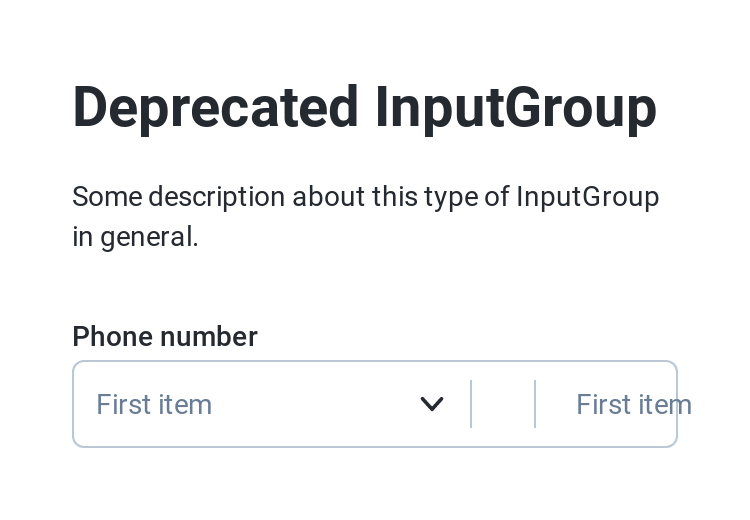 Deprecated InputGroup
Some description about this type of InputGroup
in general.
Phone number
First item First item